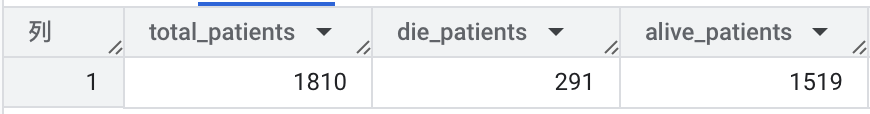 列 total_patients die_patients alive_patients
1 1810 291 1519